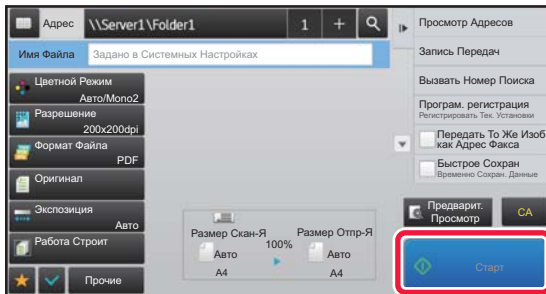 Адрес \\Server1\Folder1 1 +
Имя Файла Задано в Системных Настройках
Цветной Режим
Авто/Mono2
Разрешение
200x200dpi
Формат Файла
PDF
Оригинал
Экспозиция
Авто
Работа Строит
Прочие
Размер Скан-Я
Авто
A4
100%
Размер Отпр-Я
Авто
A4
Просмотр Адресов
Запись Передач
Вызвать Номер Поиска
Програм. регистрация
Регистрировать Тек. Установки
Передать То Же Изоб
как Адрес Факса
Быстрое Сохран
Временно Сохран. Данные
Предварит.
Просмотр
CA
Старт